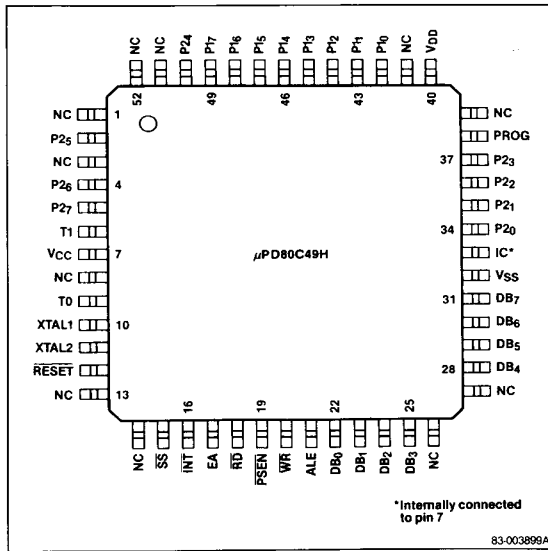 NC NC P24 P17 P16 P15 P14 P13 P12 P11 P10 NC VDD
52 49 46 43 40
NC 1 NC
P25 PROG
NC 37 P23
P26 4 P22
P27 P21
T1 34 P20
VCC 7 µPD80C49H IC*
NC VSS
T0 31 DB7
XTAL1 10 DB6
XTAL2 DB5
RESET 28 DB4
NC 13 NC
16 19 22 25
NC SS INT EA RD PSEN WR ALE DB0 DB1 DB2 DB3 NC
*Internally connected
to pin 7
83-003899A